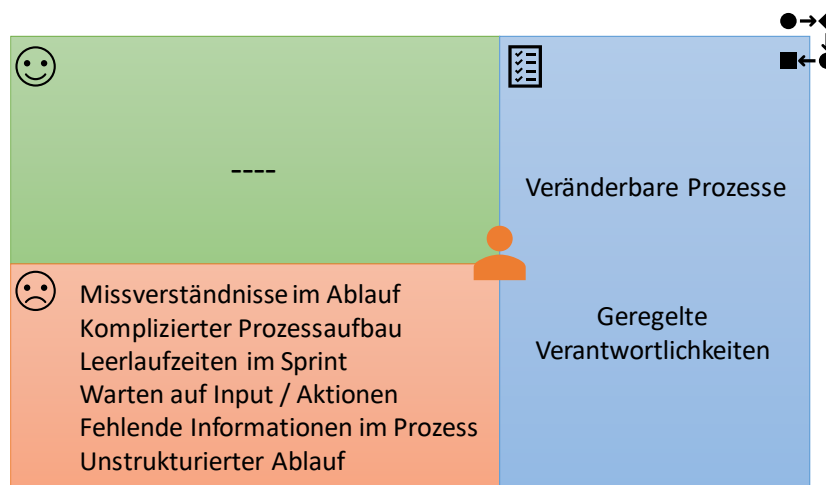 ----
Missverständnisse im Ablauf
Komplizierter Prozessaufbau
Leerlaufzeiten im Sprint
Warten auf Input / Aktionen
Fehlende Informationen im Prozess
Unstrukturierter Ablauf
Veränderbare Prozesse
Geregelte
Verantwortlichkeiten